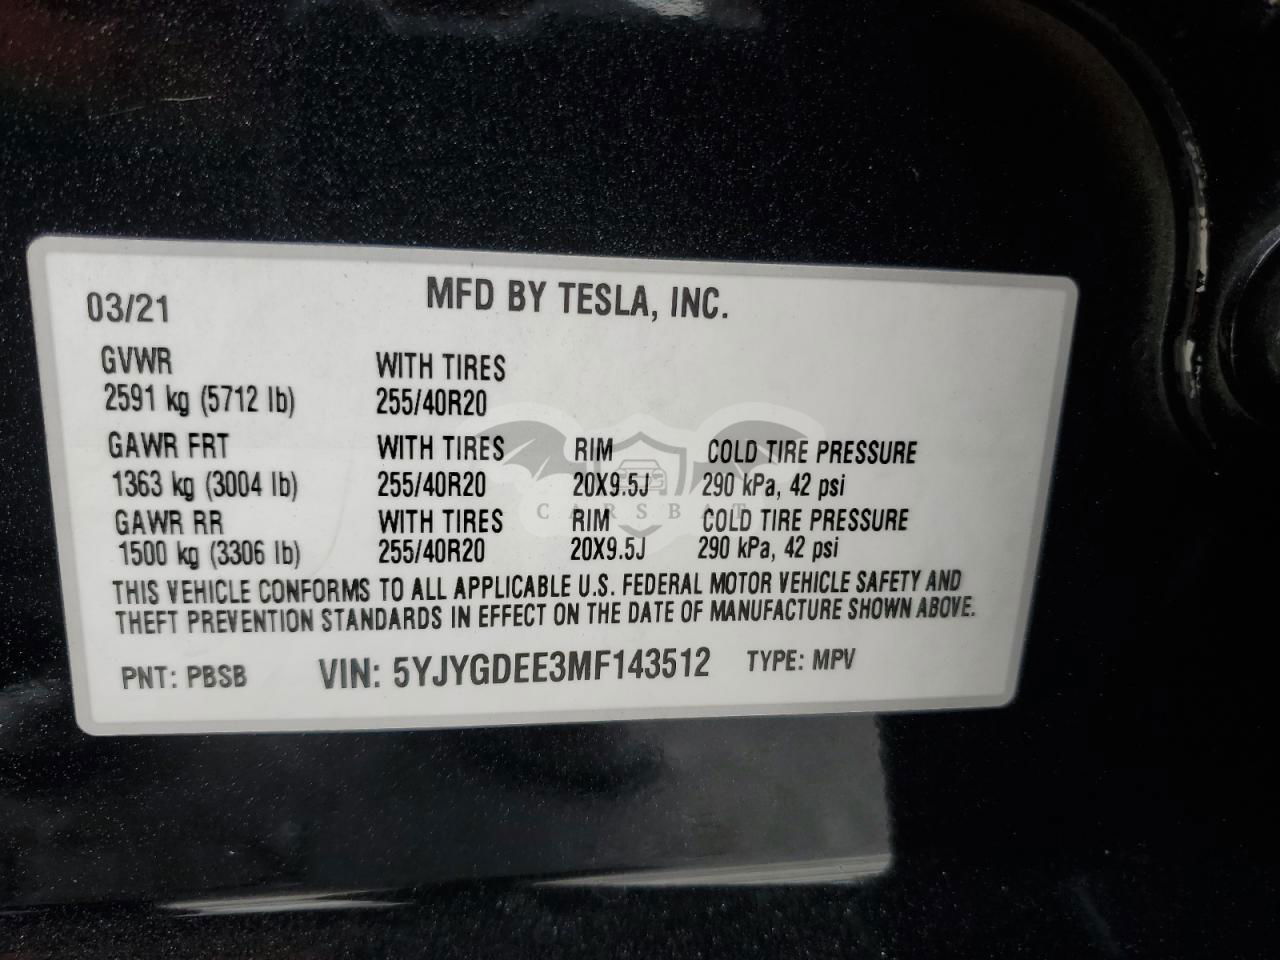 03/21 MFD BY TESLA, INC.
GVWR WITH TIRES
2591 kg (5712 lb) 255/40R20
GAWR FRT WITH TIRES RIM COLD TIRE PRESSURE
1363 kg (3004 lb) 255/40R20 20X9.5J 290 kPa, 42 psi
CARSBAT
GAWR RR WITH TIRES RIM COLD TIRE PRESSURE
1500 kg (3306 lb) 255/40R20 20X9.5J 290 kPa, 42 psi
THIS VEHICLE CONFORMS TO ALL APPLICABLE U.S. FEDERAL MOTOR VEHICLE SAFETY AND
THEFT PREVENTION STANDARDS IN EFFECT ON THE DATE OF MANUFACTURE SHOWN ABOVE.
PNT: PBSB VIN: 5YJYGDEE3MF143512 TYPE: MPV